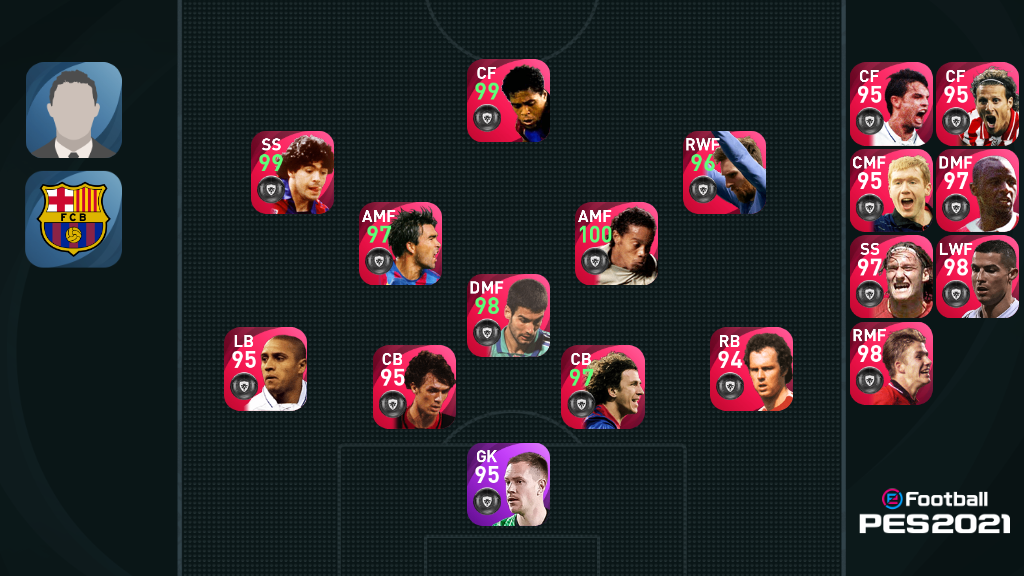 CF
99
SS
99
RWF
96
AMF
97
AMF
100
DMF
98
LB
95
CB
95
CB
97
RB
94
GK
95
FCB
CF
95
CF
95
CMF
95
DMF
97
SS
97
LWF
98
RMF
98
eFootball
PES2021